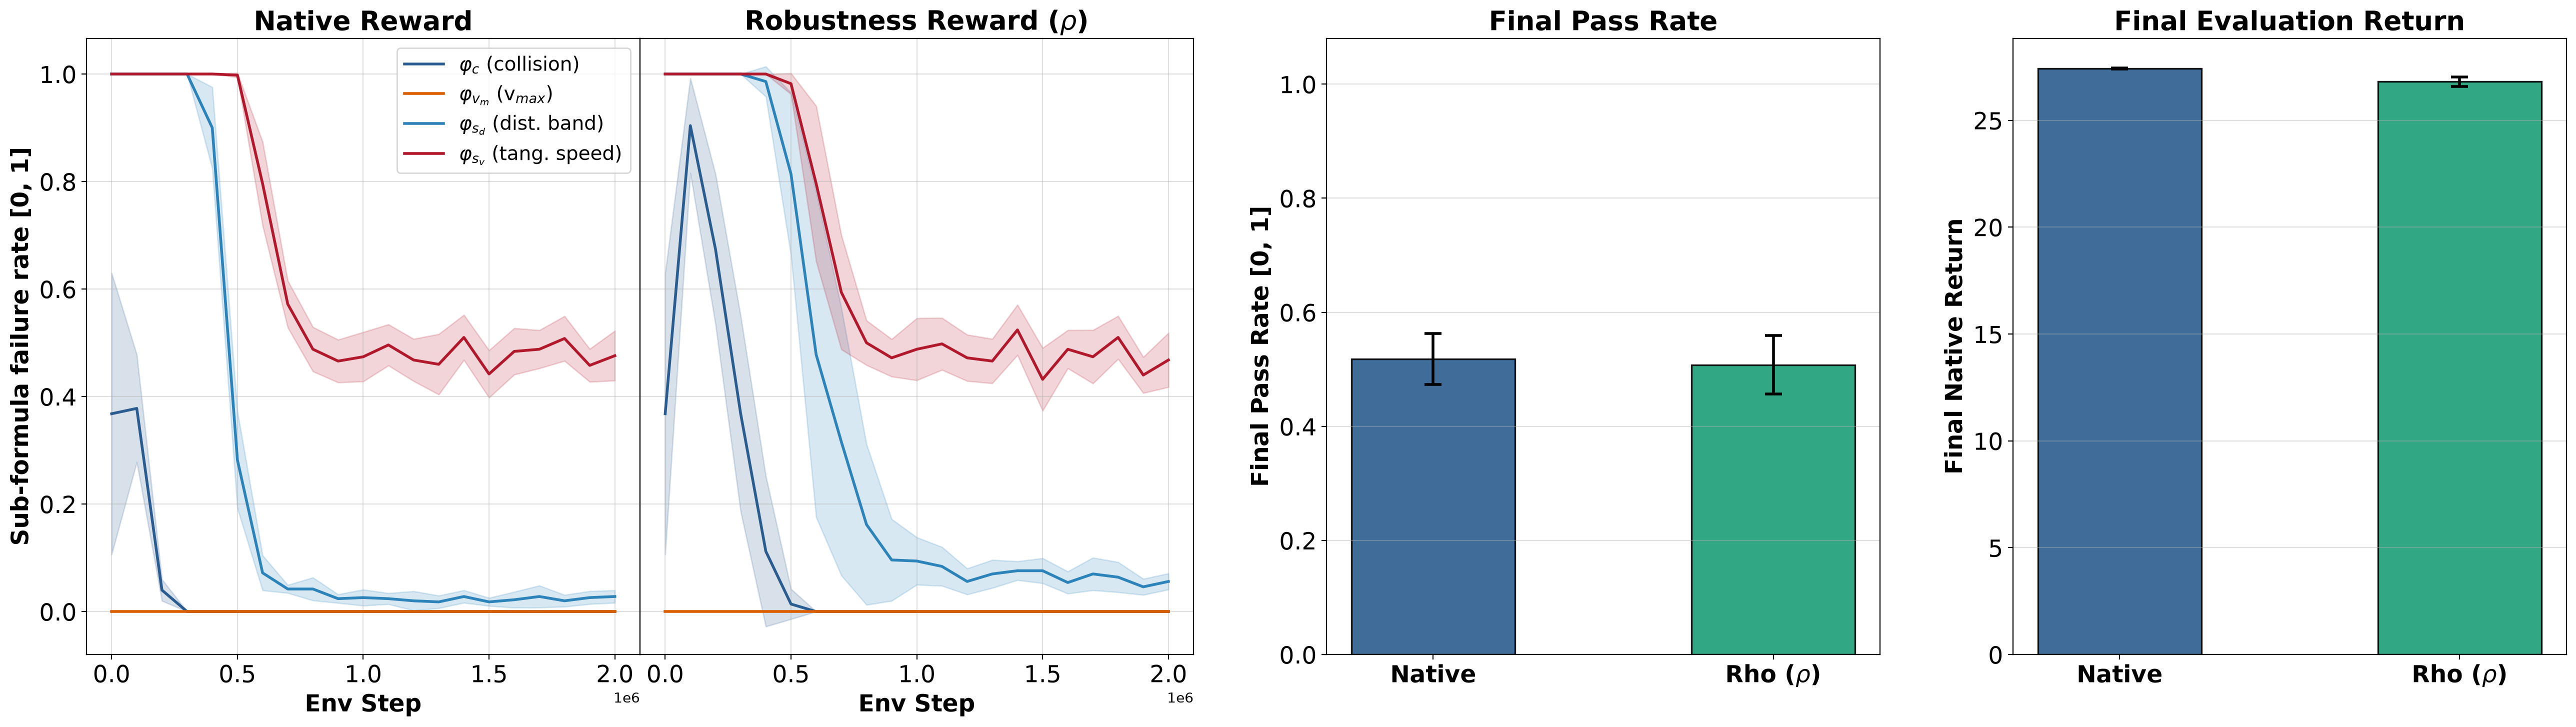 Native Reward
Robustness Reward (ρ)
Final Pass Rate
Final Evaluation Return
Sub-formula failure rate [0, 1]
1.0
0.8
0.6
0.4
0.2
0.0
φc (collision)
φvm (vmax)
φsd (dist. band)
φsv (tang. speed)
0.0 0.5 1.0 1.5 2.0
1e6
Env Step
0.0 0.5 1.0 1.5 2.0
1e6
Env Step
Final Pass Rate [0, 1]
1.0
0.8
0.6
0.4
0.2
0.0
Native Rho (ρ)
Final Native Return
25
20
15
10
5
0
Native Rho (ρ)